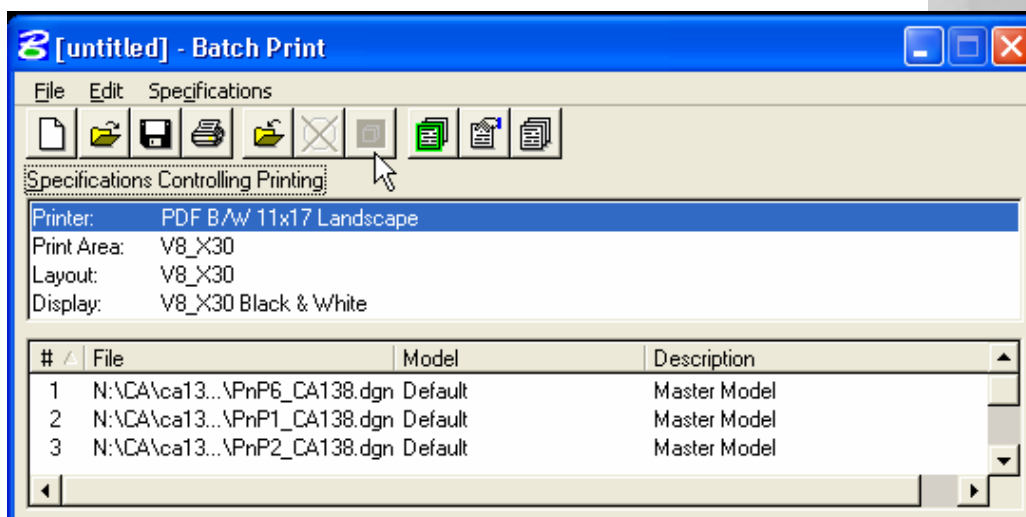 [untitled] - Batch Print
File Edit Specifications
Specifications Controlling Printing
Printer: PDF B/W 11x17 Landscape
Print Area: V8_X30
Layout: V8_X30
Display: V8_X30 Black & White
# File Model Description
1 N:\CA\ca13...\PnP6_CA138.dgn Default Master Model
2 N:\CA\ca13...\PnP1_CA138.dgn Default Master Model
3 N:\CA\ca13...\PnP2_CA138.dgn Default Master Model